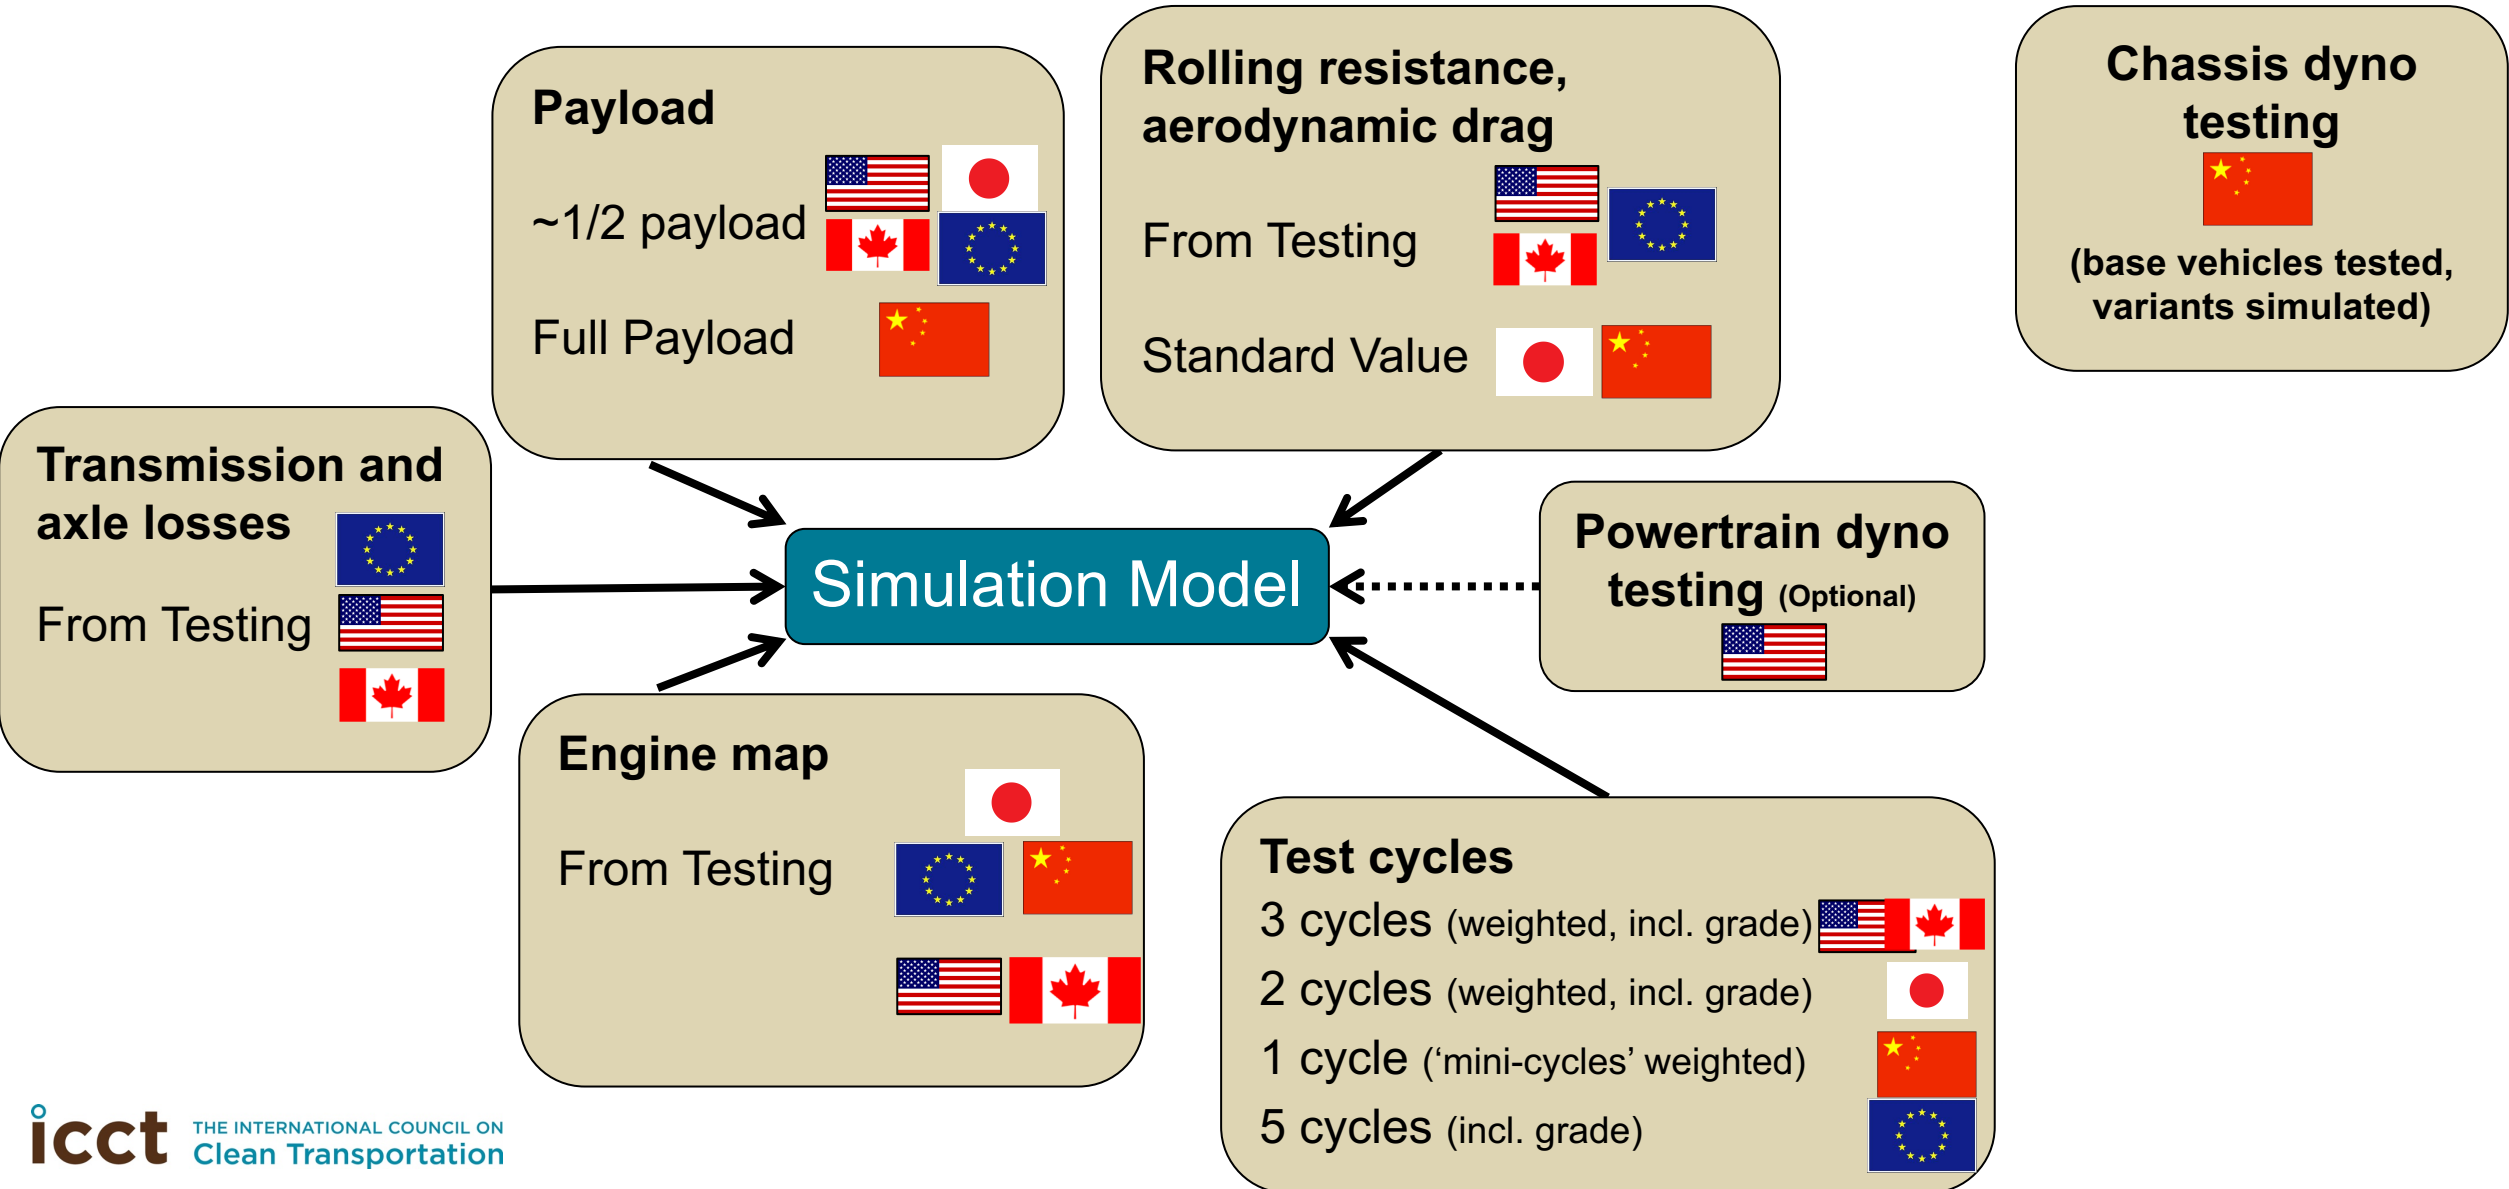 Payload
~1/2 payload
Full Payload
Rolling resistance,
aerodynamic drag
From Testing
Standard Value
Chassis dyno
testing
(base vehicles tested,
variants simulated)
Transmission and
axle losses
From Testing
Simulation Model
Powertrain dyno
testing (Optional)
Engine map
From Testing
Test cycles
3 cycles (weighted, incl. grade)
2 cycles (weighted, incl. grade)
1 cycle (‘mini-cycles’ weighted)
5 cycles (incl. grade)
icct
THE INTERNATIONAL COUNCIL ON
Clean Transportation